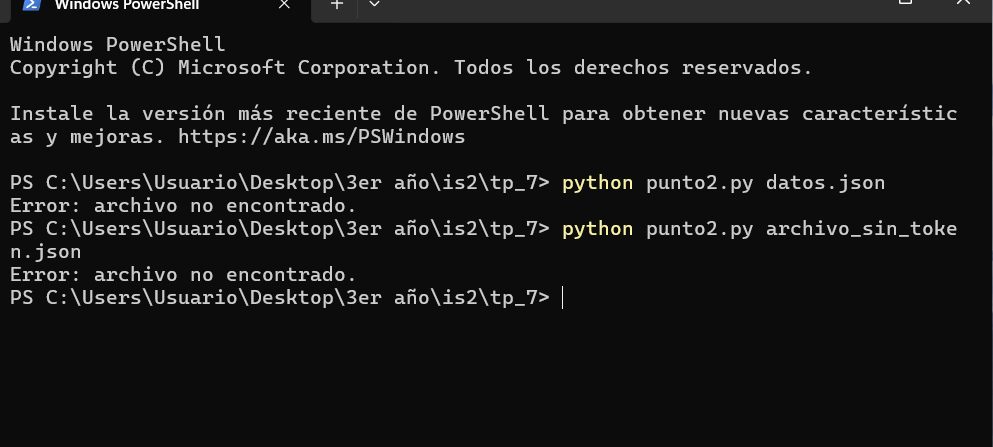 Windows PowerShell
Windows PowerShell
Copyright (C) Microsoft Corporation. Todos los derechos reservados.
Instale la versión más reciente de PowerShell para obtener nuevas característic
as y mejoras. https://aka.ms/PSWindows
PS C:\Users\Usuario\Desktop\3er año\is2\tp_7> python punto2.py datos.json
Error: archivo no encontrado.
PS C:\Users\Usuario\Desktop\3er año\is2\tp_7> python punto2.py archivo_sin_toke
n.json
Error: archivo no encontrado.
PS C:\Users\Usuario\Desktop\3er año\is2\tp_7>